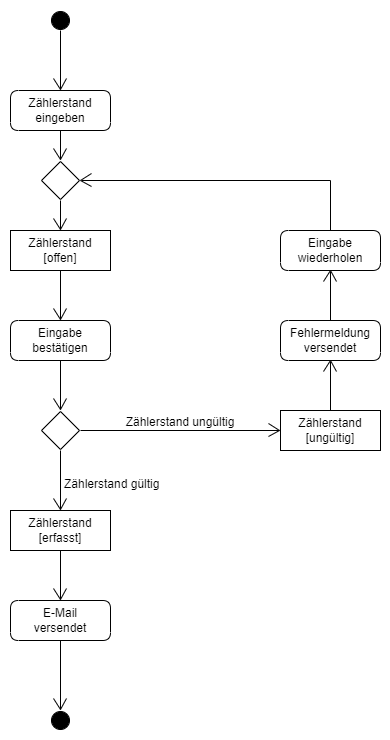 Zählerstand
eingeben
Zählerstand
[offen]
Eingabe
wiederholen
Eingabe
bestätigen
Fehlermeldung
versendet
Zählerstand ungültig
Zählerstand
[ungültig]
Zählerstand gültig
Zählerstand
[erfasst]
E-Mail
versendet